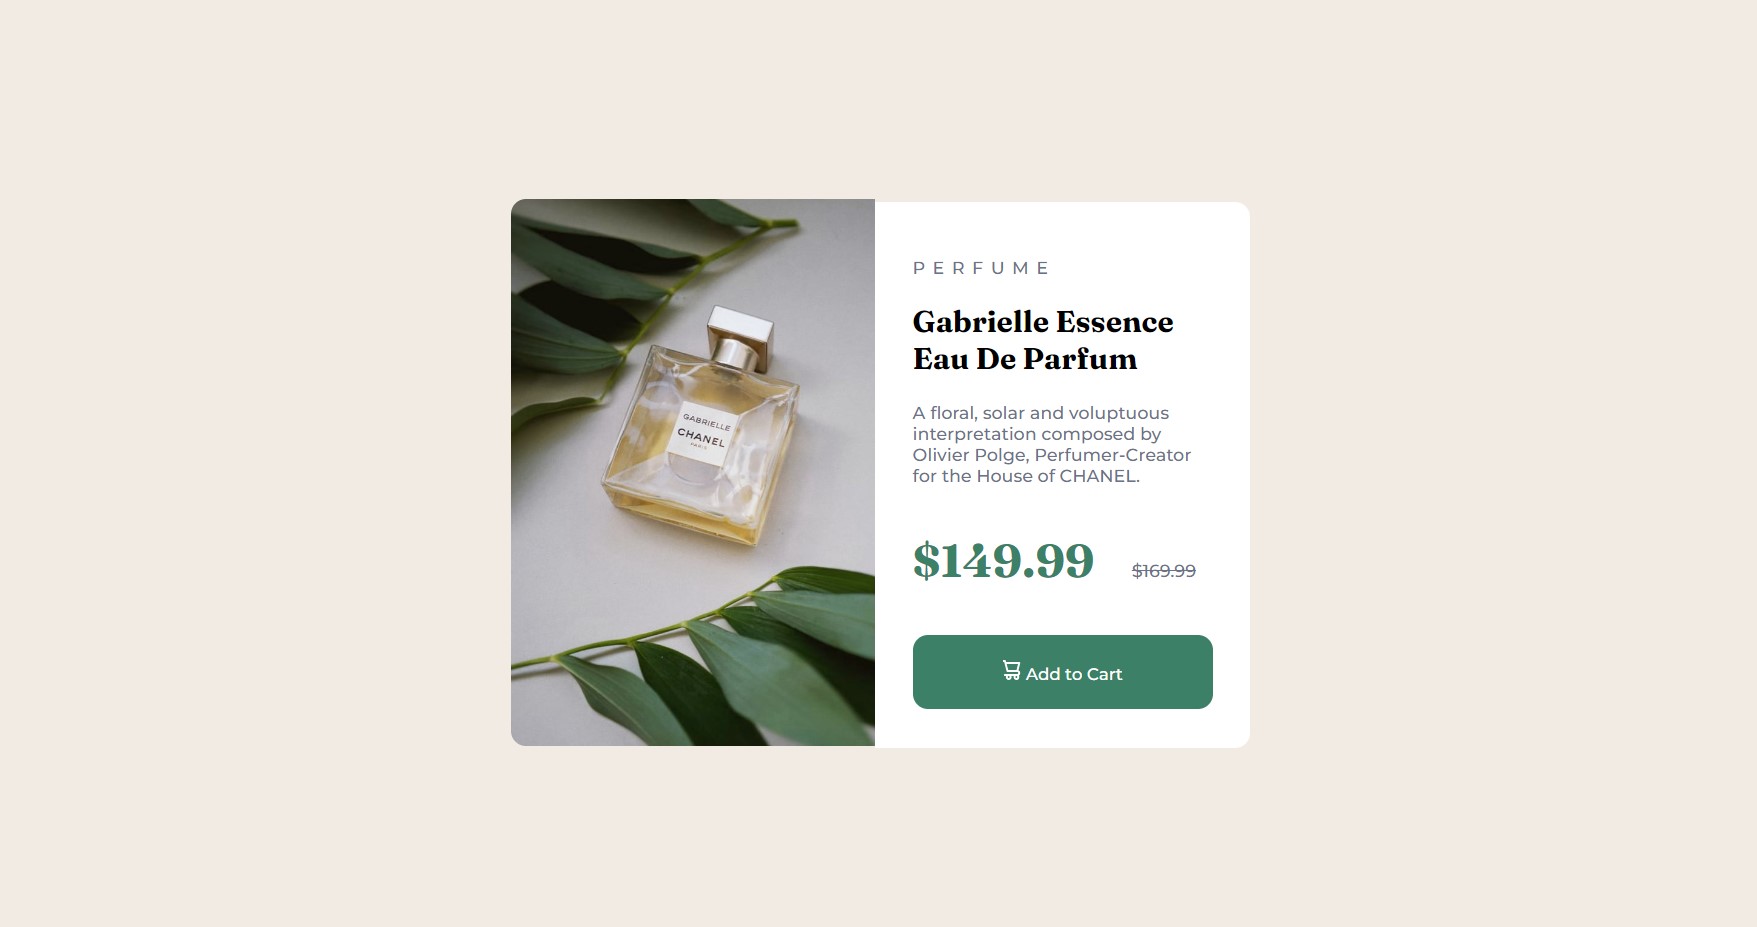 GABRIELLE
CHANEL
PARIS
PERFUME
Gabrielle Essence
Eau De Parfum
A floral, solar and voluptuous
interpretation composed by
Olivier Polge, Perfumer-Creator
for the House of CHANEL.
$149.99 $169.99
Add to Cart